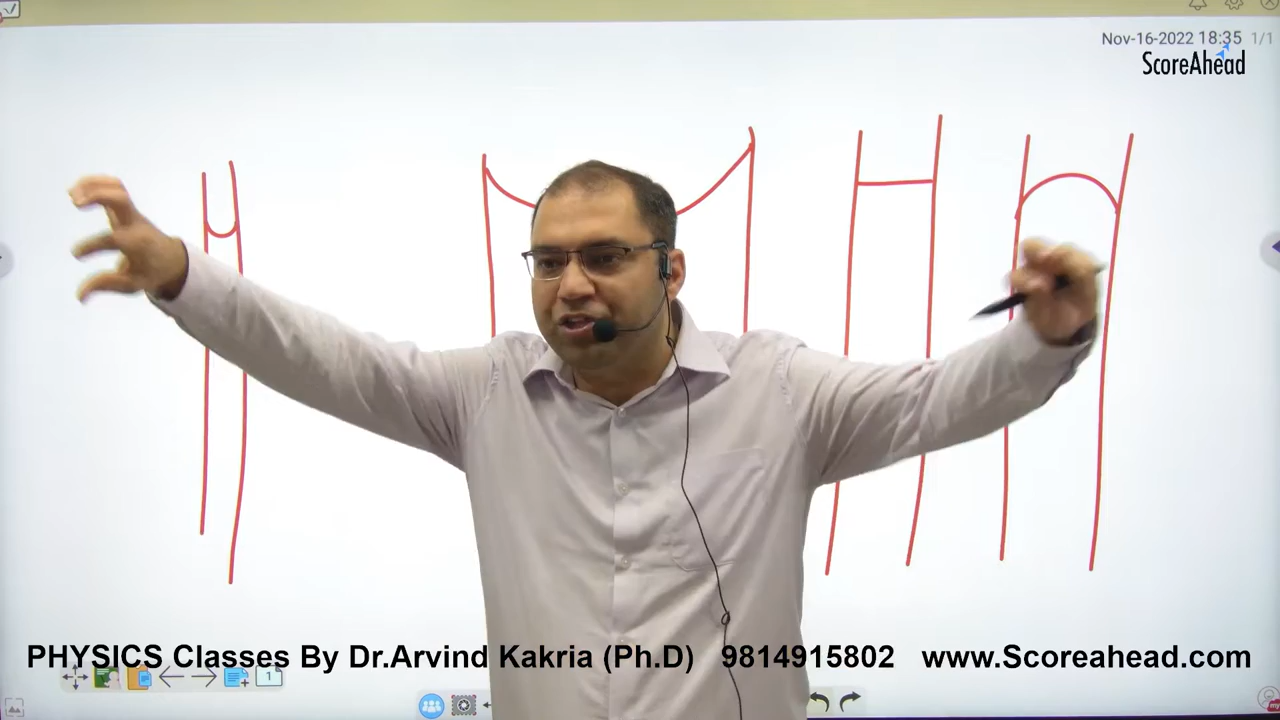 Nov-16-2022 18:35 1/1
ScoreAhead
PHYSICS Classes By Dr.Arvind Kakria (Ph.D) 9814915802 www.Scoreahead.com
1